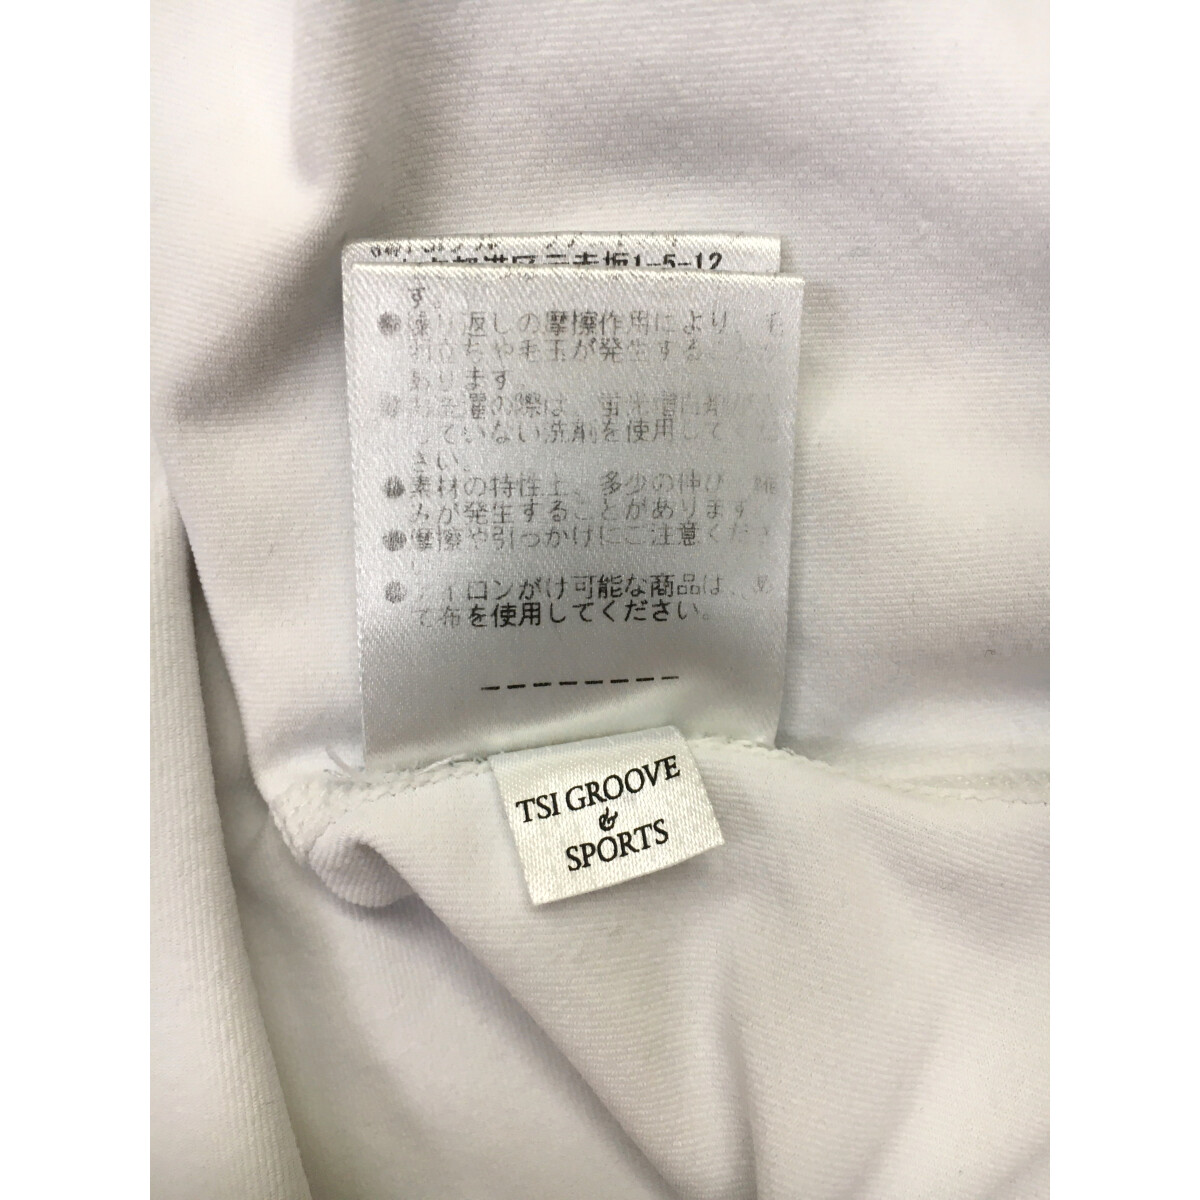 1-5-12
す。
●繰り返しの摩擦作用により、毛
羽立ちや毛玉が発生することが
あります。
●お洗濯の際は、蛍光増白剤が入
していない洗剤を使用してくだ
さい。
●素材の特性上、多少の伸び、縮
みが発生することがあります
●摩擦や引っかけにご注意くださ
い
●アイロンがけ可能な商品は、あ
て布を使用してください。
TSI GROOVE
&
SPORTS